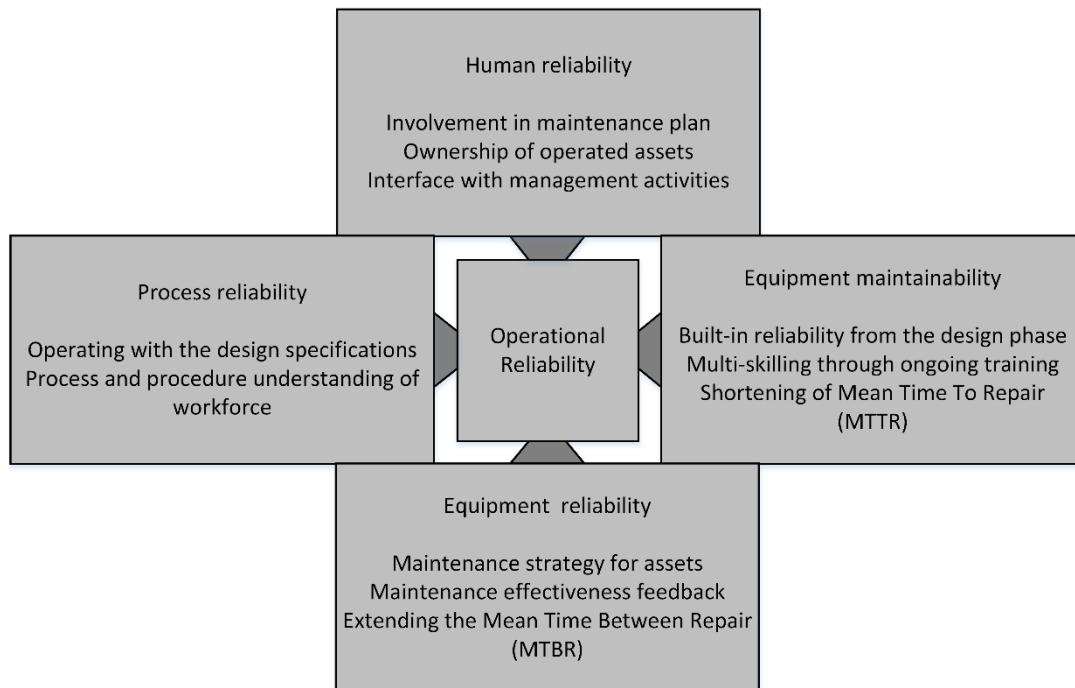 Human reliability
Involvement in maintenance plan
Ownership of operated assets
Interface with management activities
Process reliability
Operating with the design specifications
Process and procedure understanding of
workforce
Operational
Reliability
Equipment maintainability
Built-in reliability from the design phase
Multi-skilling through ongoing training
Shortening of Mean Time To Repair
(MTTR)
Equipment  reliability
Maintenance strategy for assets
Maintenance effectiveness feedback
Extending the Mean Time Between Repair
(MTBR)